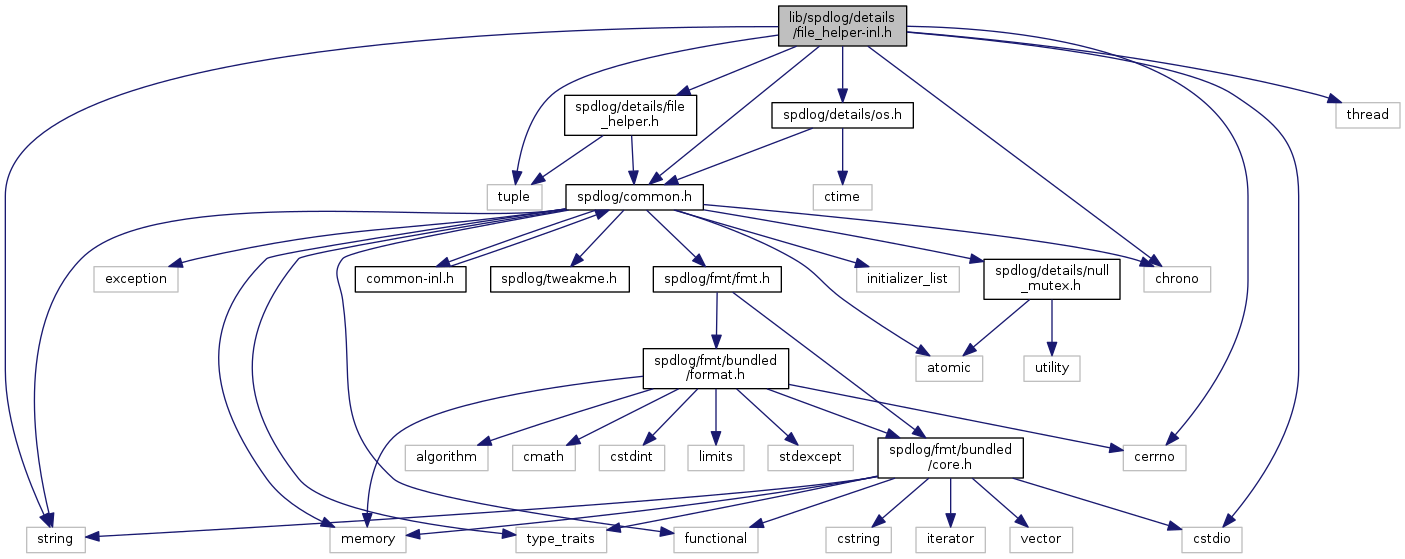 lib/spdlog/details
/file_helper-inl.h
spdlog/details/file
_helper.h
spdlog/details/os.h
thread
tuple
spdlog/common.h
ctime
exception
common-inl.h
spdlog/tweakme.h
spdlog/fmt/fmt.h
initializer_list
spdlog/details/null
_mutex.h
chrono
spdlog/fmt/bundled
/format.h
atomic
utility
algorithm
cmath
cstdint
limits
stdexcept
spdlog/fmt/bundled
/core.h
cerrno
string
memory
type_traits
functional
cstring
iterator
vector
cstdio